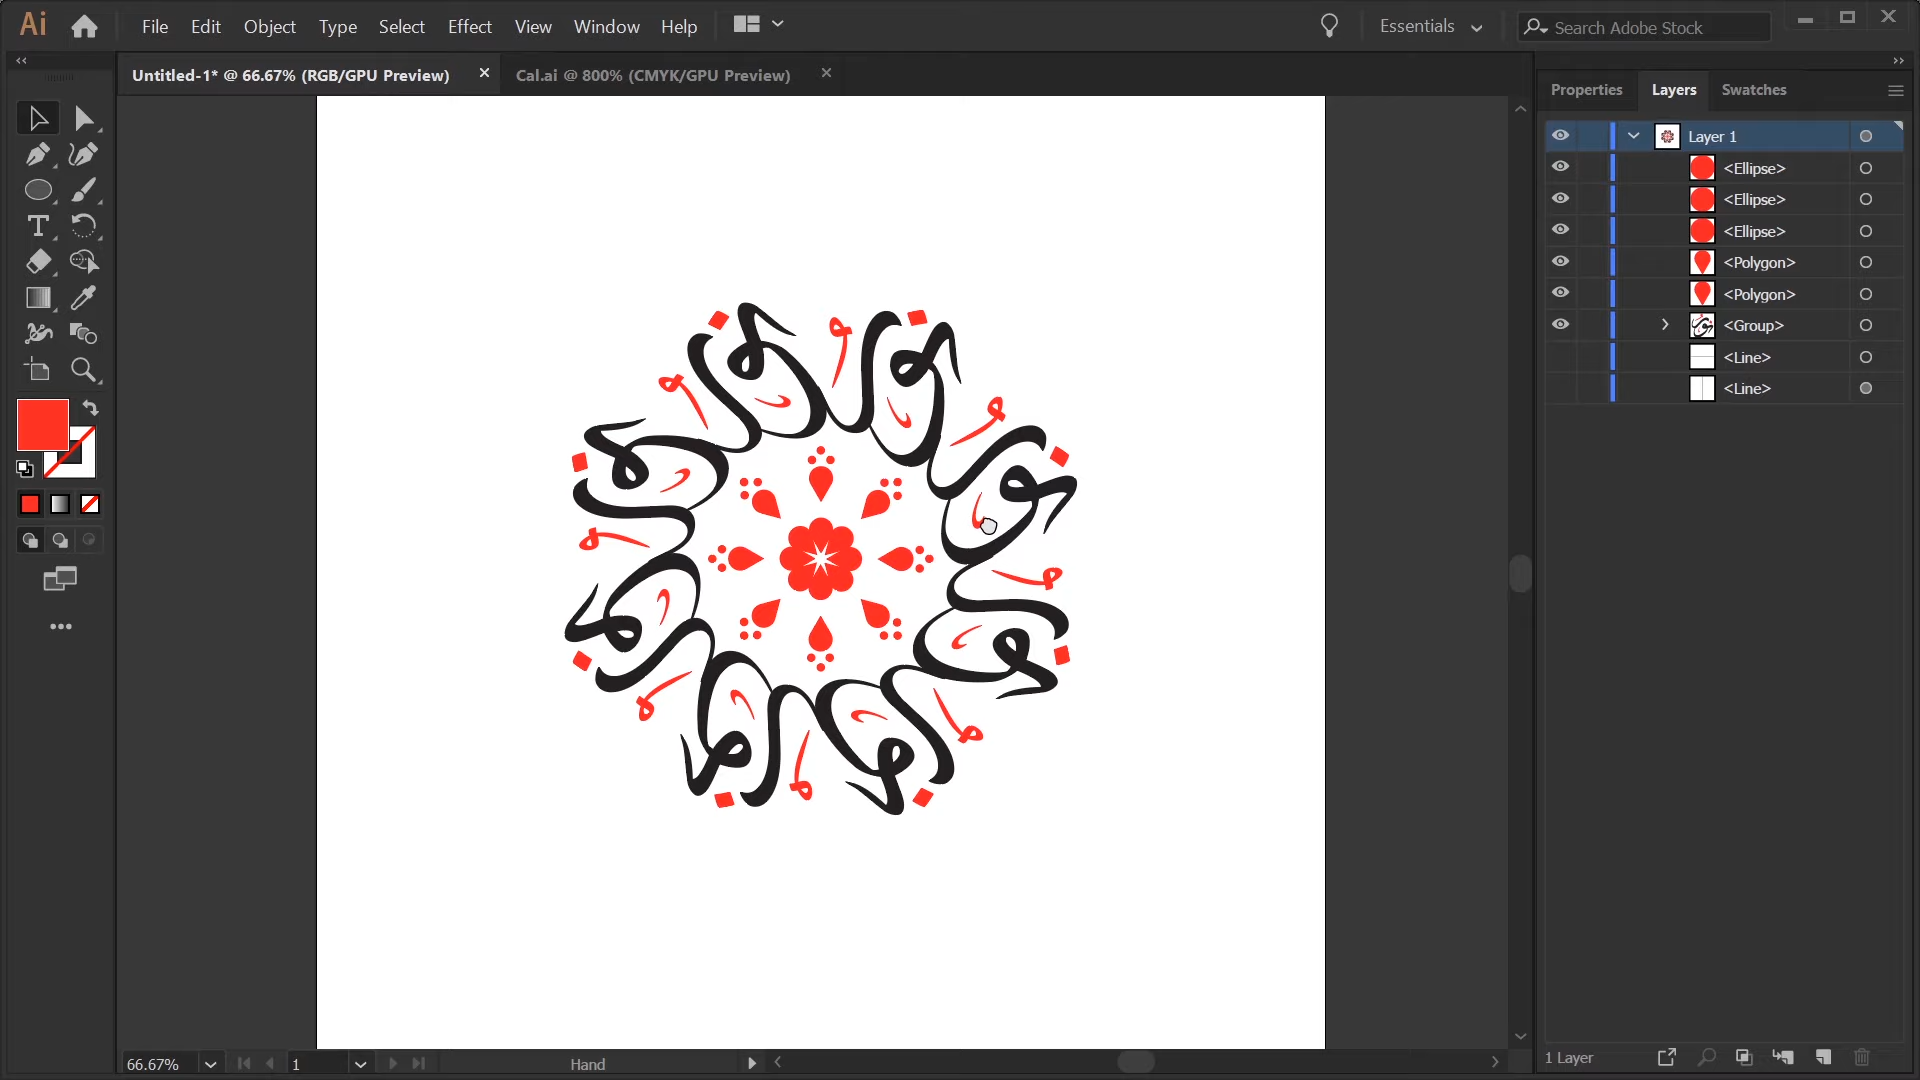 Ai File Edit Object Type Select Effect View Window Help Essentials Search Adobe Stock
Untitled-1* @ 66.67% (RGB/GPU Preview) Cal.ai @ 800% (CMYK/GPU Preview)
Properties Layers Swatches
Layer 1
<Ellipse>
<Ellipse>
<Ellipse>
<Polygon>
<Polygon>
<Group>
<Line>
<Line>
66.67% 1 Hand 1 Layer